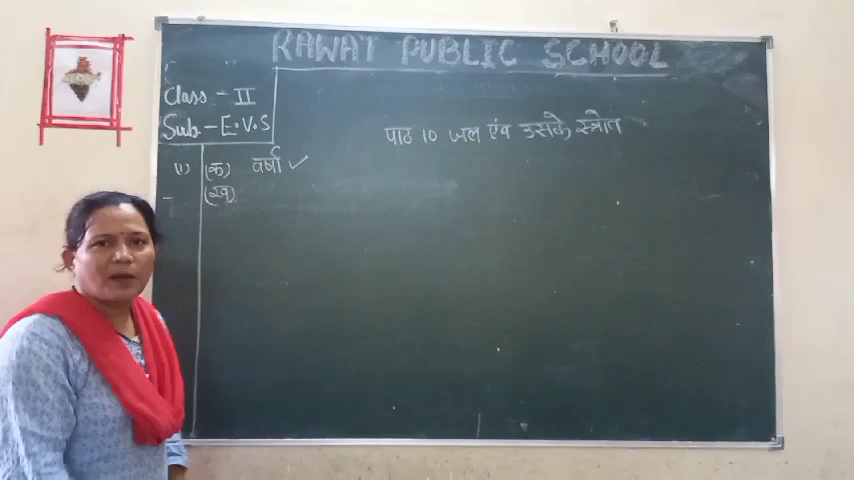 RAWAT PUBLIC SCHOOL
Class - II
Sub - E.V.S
पाठ 10 जल एंव उसके स्त्रोत
(1) (क) वर्षा ✓
(ख)